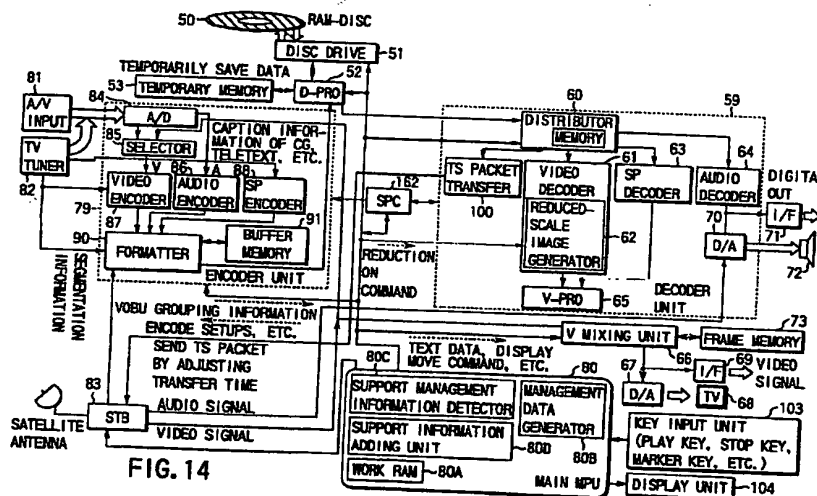 50
RAM-DISC
DISC DRIVE
51
TEMPORARILY SAVE DATA
52
53
TEMPORARY MEMORY
D-PRO
81
A/V INPUT
84
A/D
85
SELECTOR
TV TUNER
82
CAPTION INFORMATION OF CG, TELETEXT, ETC.
V
86
A
88
VIDEO ENCODER
AUDIO ENCODER
SP ENCODER
79
87
91
90
FORMATTER
BUFFER MEMORY
ENCODER UNIT
SEGMENTATION INFORMATION
60
59
DISTRIBUTOR
MEMORY
61
63
64
TS PACKET TRANSFER
100
VIDEO DECODER
SP DECODER
AUDIO DECODER
DIGITAL OUT
162
SPC
REDUCED-SCALE IMAGE GENERATOR
62
70
I/F
71
D/A
72
REDUCTION ON COMMAND
V-PRO
65
DECODER UNIT
VOBU GROUPING INFORMATION
ENCODE SETUPS, ETC.
SEND TS PACKET BY ADJUSTING TRANSFER TIME
TEXT DATA, DISPLAY MOVE COMMAND, ETC.
V MIXING UNIT
66
73
FRAME MEMORY
69
I/F
VIDEO SIGNAL
67
D/A
TV
68
83
STB
SATELLITE ANTENNA
AUDIO SIGNAL
VIDEO SIGNAL
80C
80
SUPPORT MANAGEMENT INFORMATION DETECTOR
MANAGEMENT DATA GENERATOR
80B
SUPPORT INFORMATION ADDING UNIT
80D
WORK RAM
80A
MAIN MPU
103
KEY INPUT UNIT (PLAY KEY, STOP KEY, MARKER KEY, ETC.)
DISPLAY UNIT
104
FIG.14